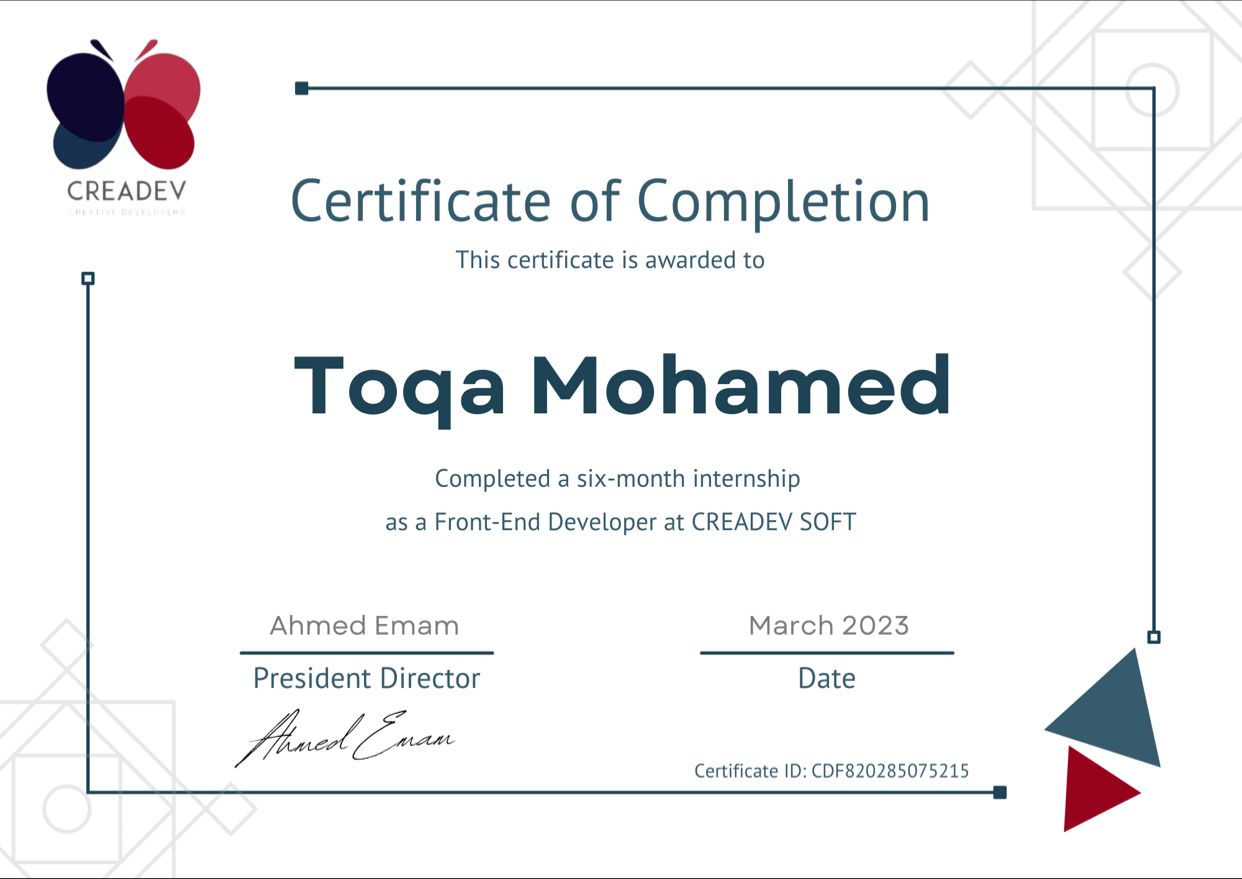 CREADEV
CREATIVE DEVELOPERS
Certificate of Completion
This certificate is awarded to
Toqa Mohamed
Completed a six-month internship
as a Front-End Developer at CREADEV SOFT
Ahmed Emam
President Director
Ahmed Emam
March 2023
Date
Certificate ID: CDF820285075215